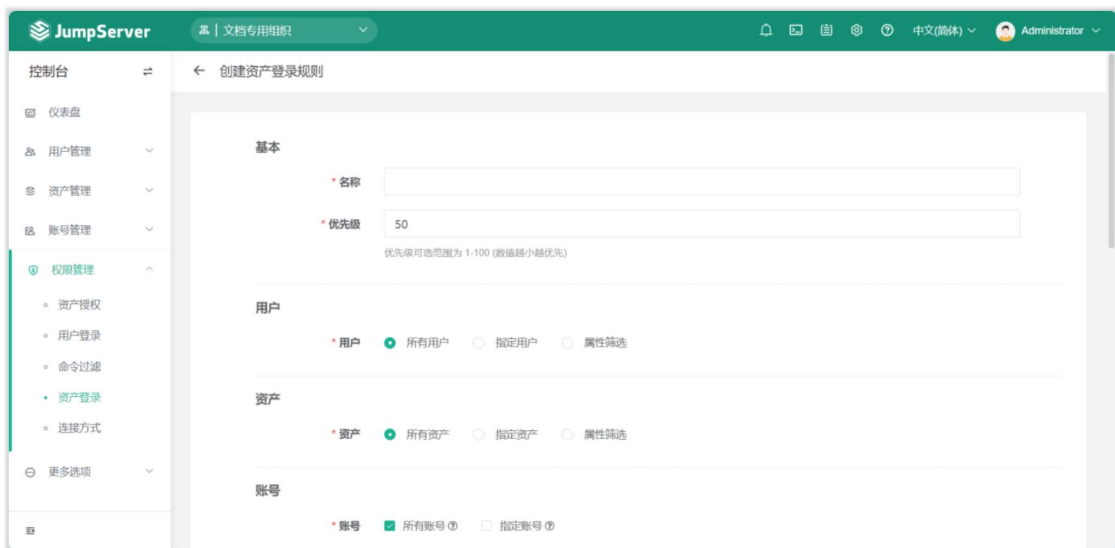 JumpServer
文档专用组织
中文(简体)
Administrator
控制台
创建资产登录规则
仪表盘
用户管理
资产管理
账号管理
权限管理
资产授权
用户登录
命令过滤
资产登录
连接方式
更多选项
基本
* 名称
* 优先级 50
优先级可选范围为 1-100 (数值越小越优先)
用户
* 用户 所有用户 指定用户 属性筛选
资产
* 资产 所有资产 指定资产 属性筛选
账号
* 账号 所有账号 指定账号